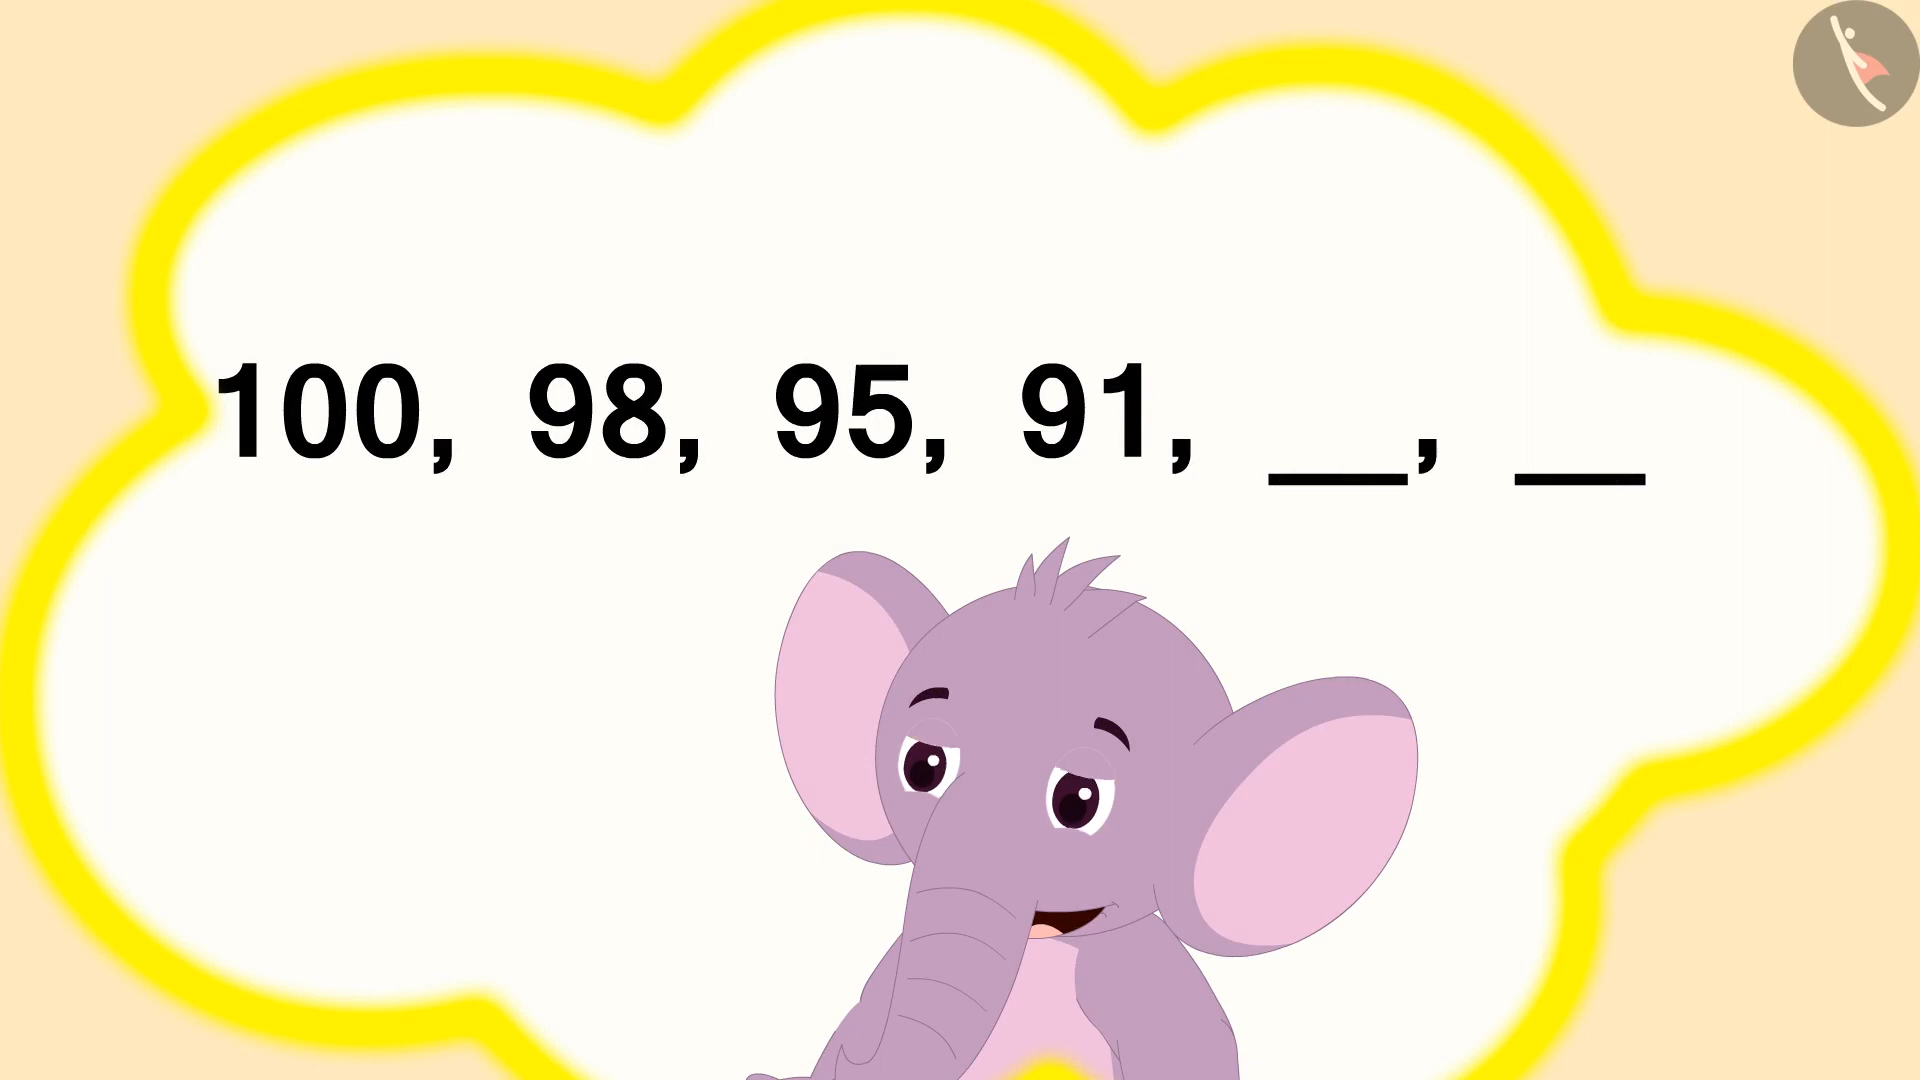 100, 98, 95, 91, __, __